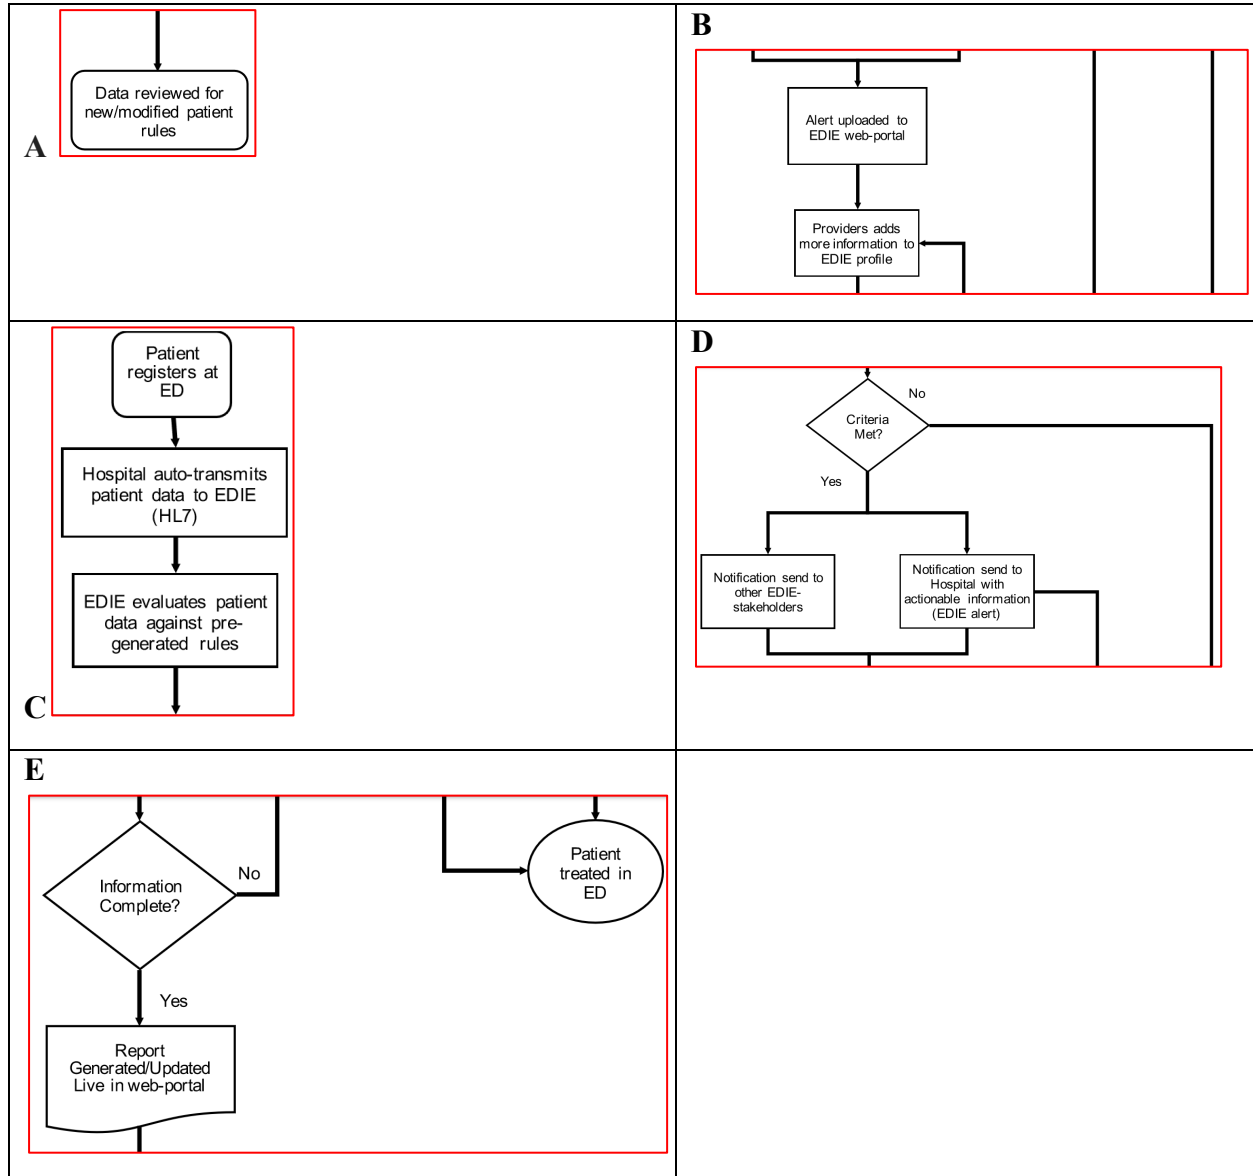 Data reviewed for
new/modified patient
rules
A
B
Alert uploaded to
EDIE web-portal
Providers adds
more information to
EDIE profile
Patient
registers at
ED
Hospital auto-transmits
patient data to EDIE
(HL7)
EDIE evaluates patient
data against pre-
generated rules
C
D
No
Criteria
Met?
Yes
Notification send to
other EDIE-
stakeholders
Notification send to
Hospital with
actionable information
(EDIE alert)
E
Information
Complete?
No
Patient
treated in
ED
Yes
Report
Generated/Updated
Live in web-portal